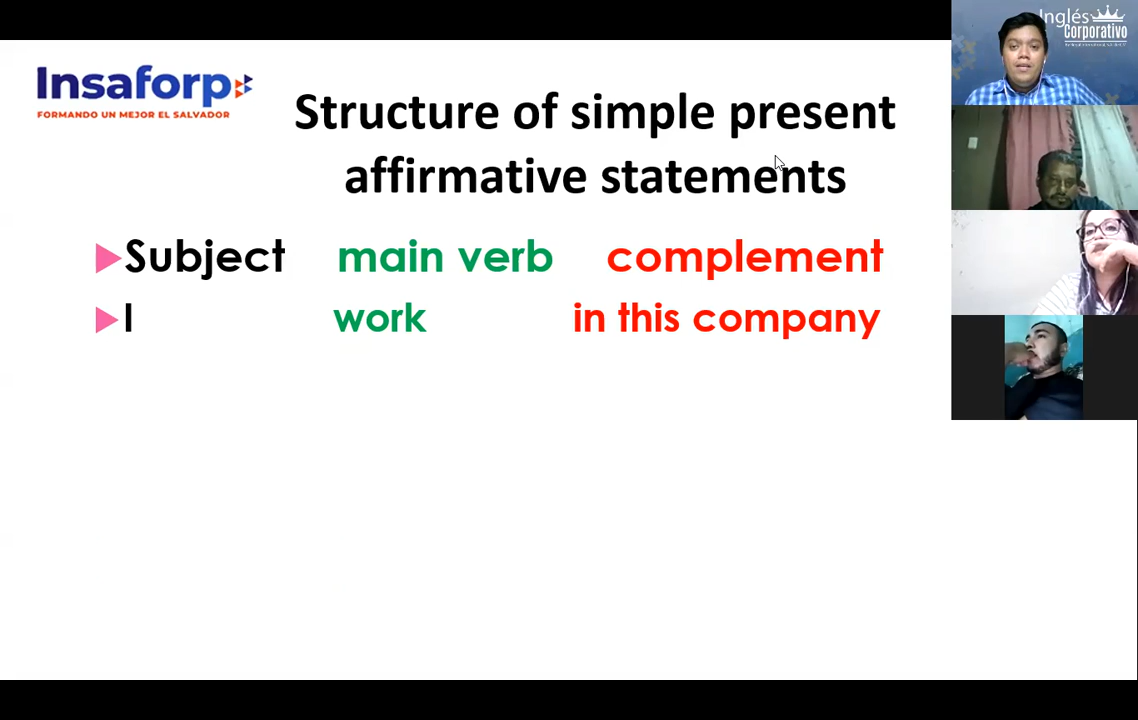 Insaforp
FORMANDO UN MEJOR EL SALVADOR
Structure of simple present
affirmative statements
Subject main verb complement
I work in this company
Inglés
Corporativo